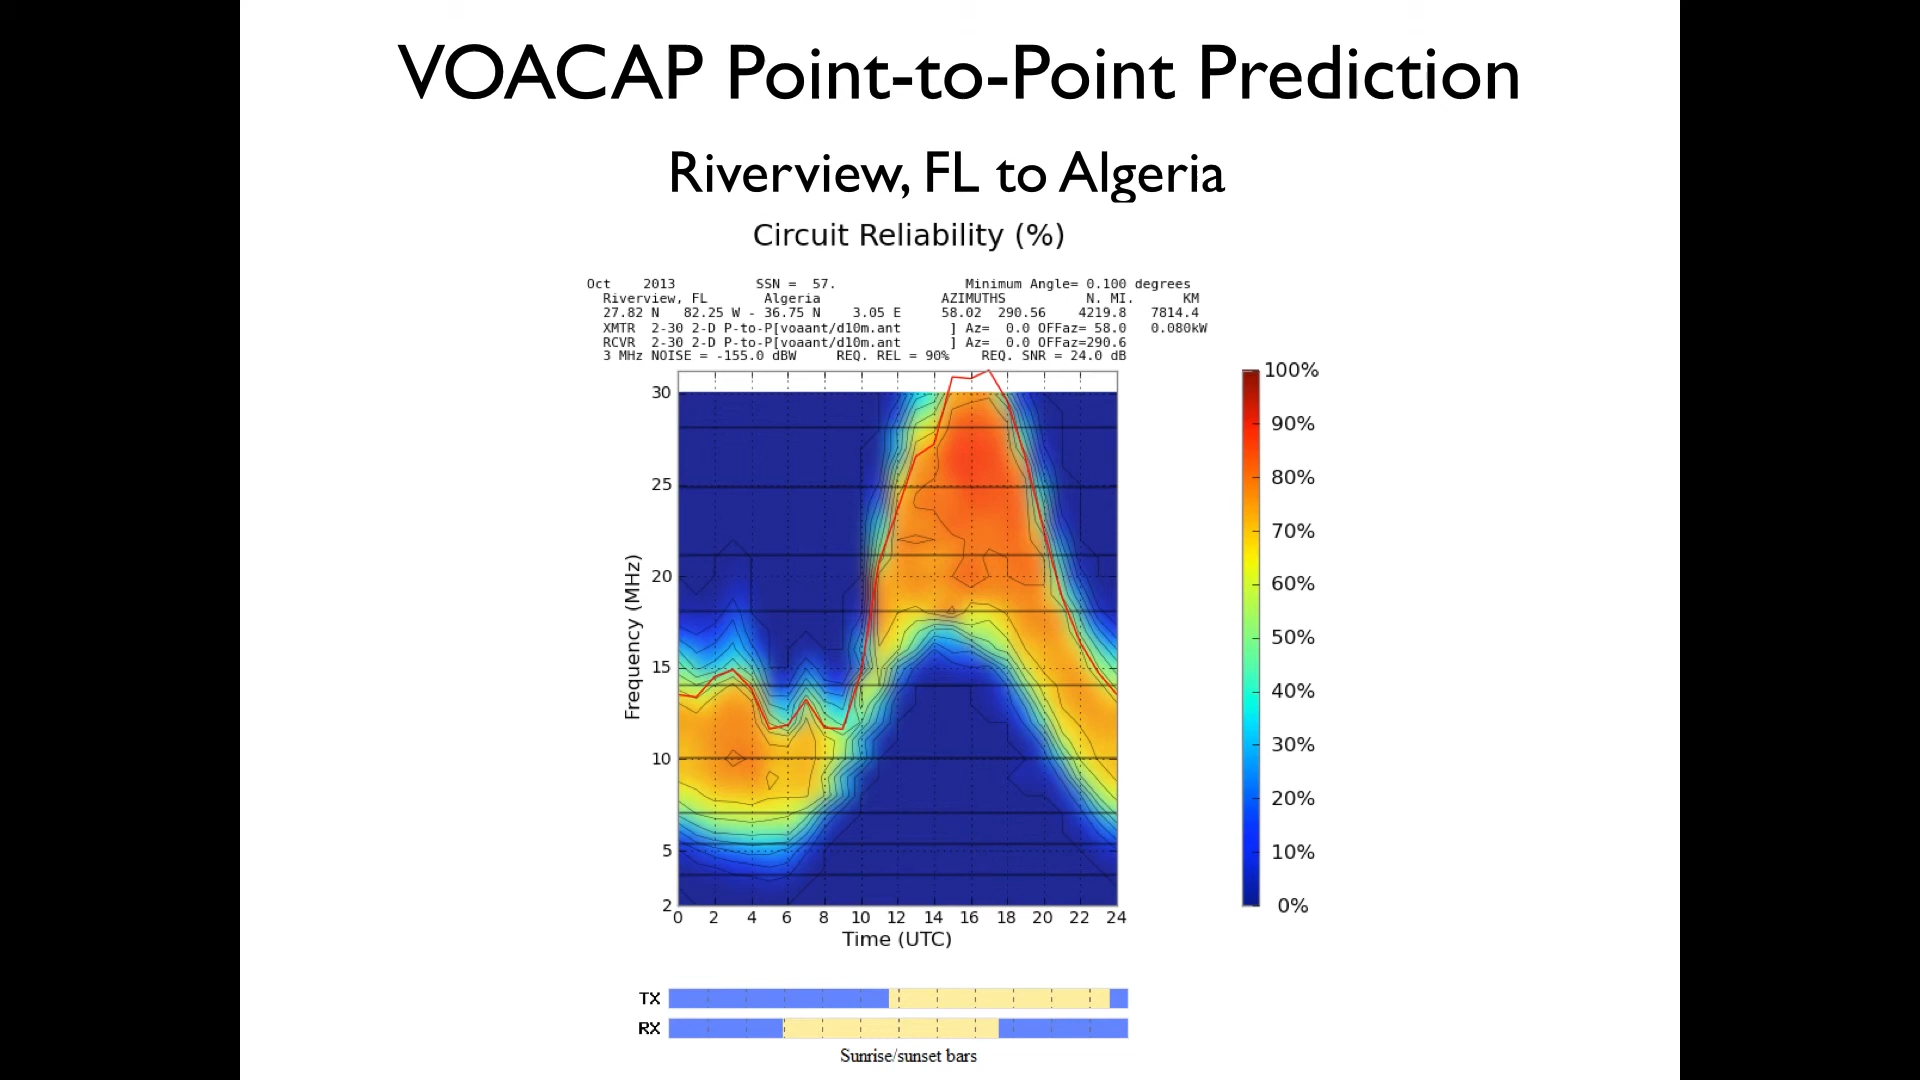 VOACAP Point-to-Point Prediction
Riverview, FL to Algeria
Circuit Reliability (%)
Oct 2013 SSN = 57. Minimum Angle= 0.100 degrees
Riverview, FL Algeria AZIMUTHS N. MI. KM
27.82 N 82.25 W - 36.75 N 3.05 E 58.02 290.56 4219.8 7814.4
XMTR 2-30 2-D P-to-P[voaant/d10m.ant ] Az= 0.0 OFFaz= 58.0 0.080kW
RCVR 2-30 2-D P-to-P[voaant/d10m.ant ] Az= 0.0 OFFaz=290.6
3 MHz NOISE = -155.0 dBW REQ. REL = 90% REQ. SNR = 24.0 dB
30
25
20
15
10
5
2
Frequency (MHz)
0 2 4 6 8 10 12 14 16 18 20 22 24
Time (UTC)
100%
90%
80%
70%
60%
50%
40%
30%
20%
10%
0%
TX
RX
Sunrise/sunset bars